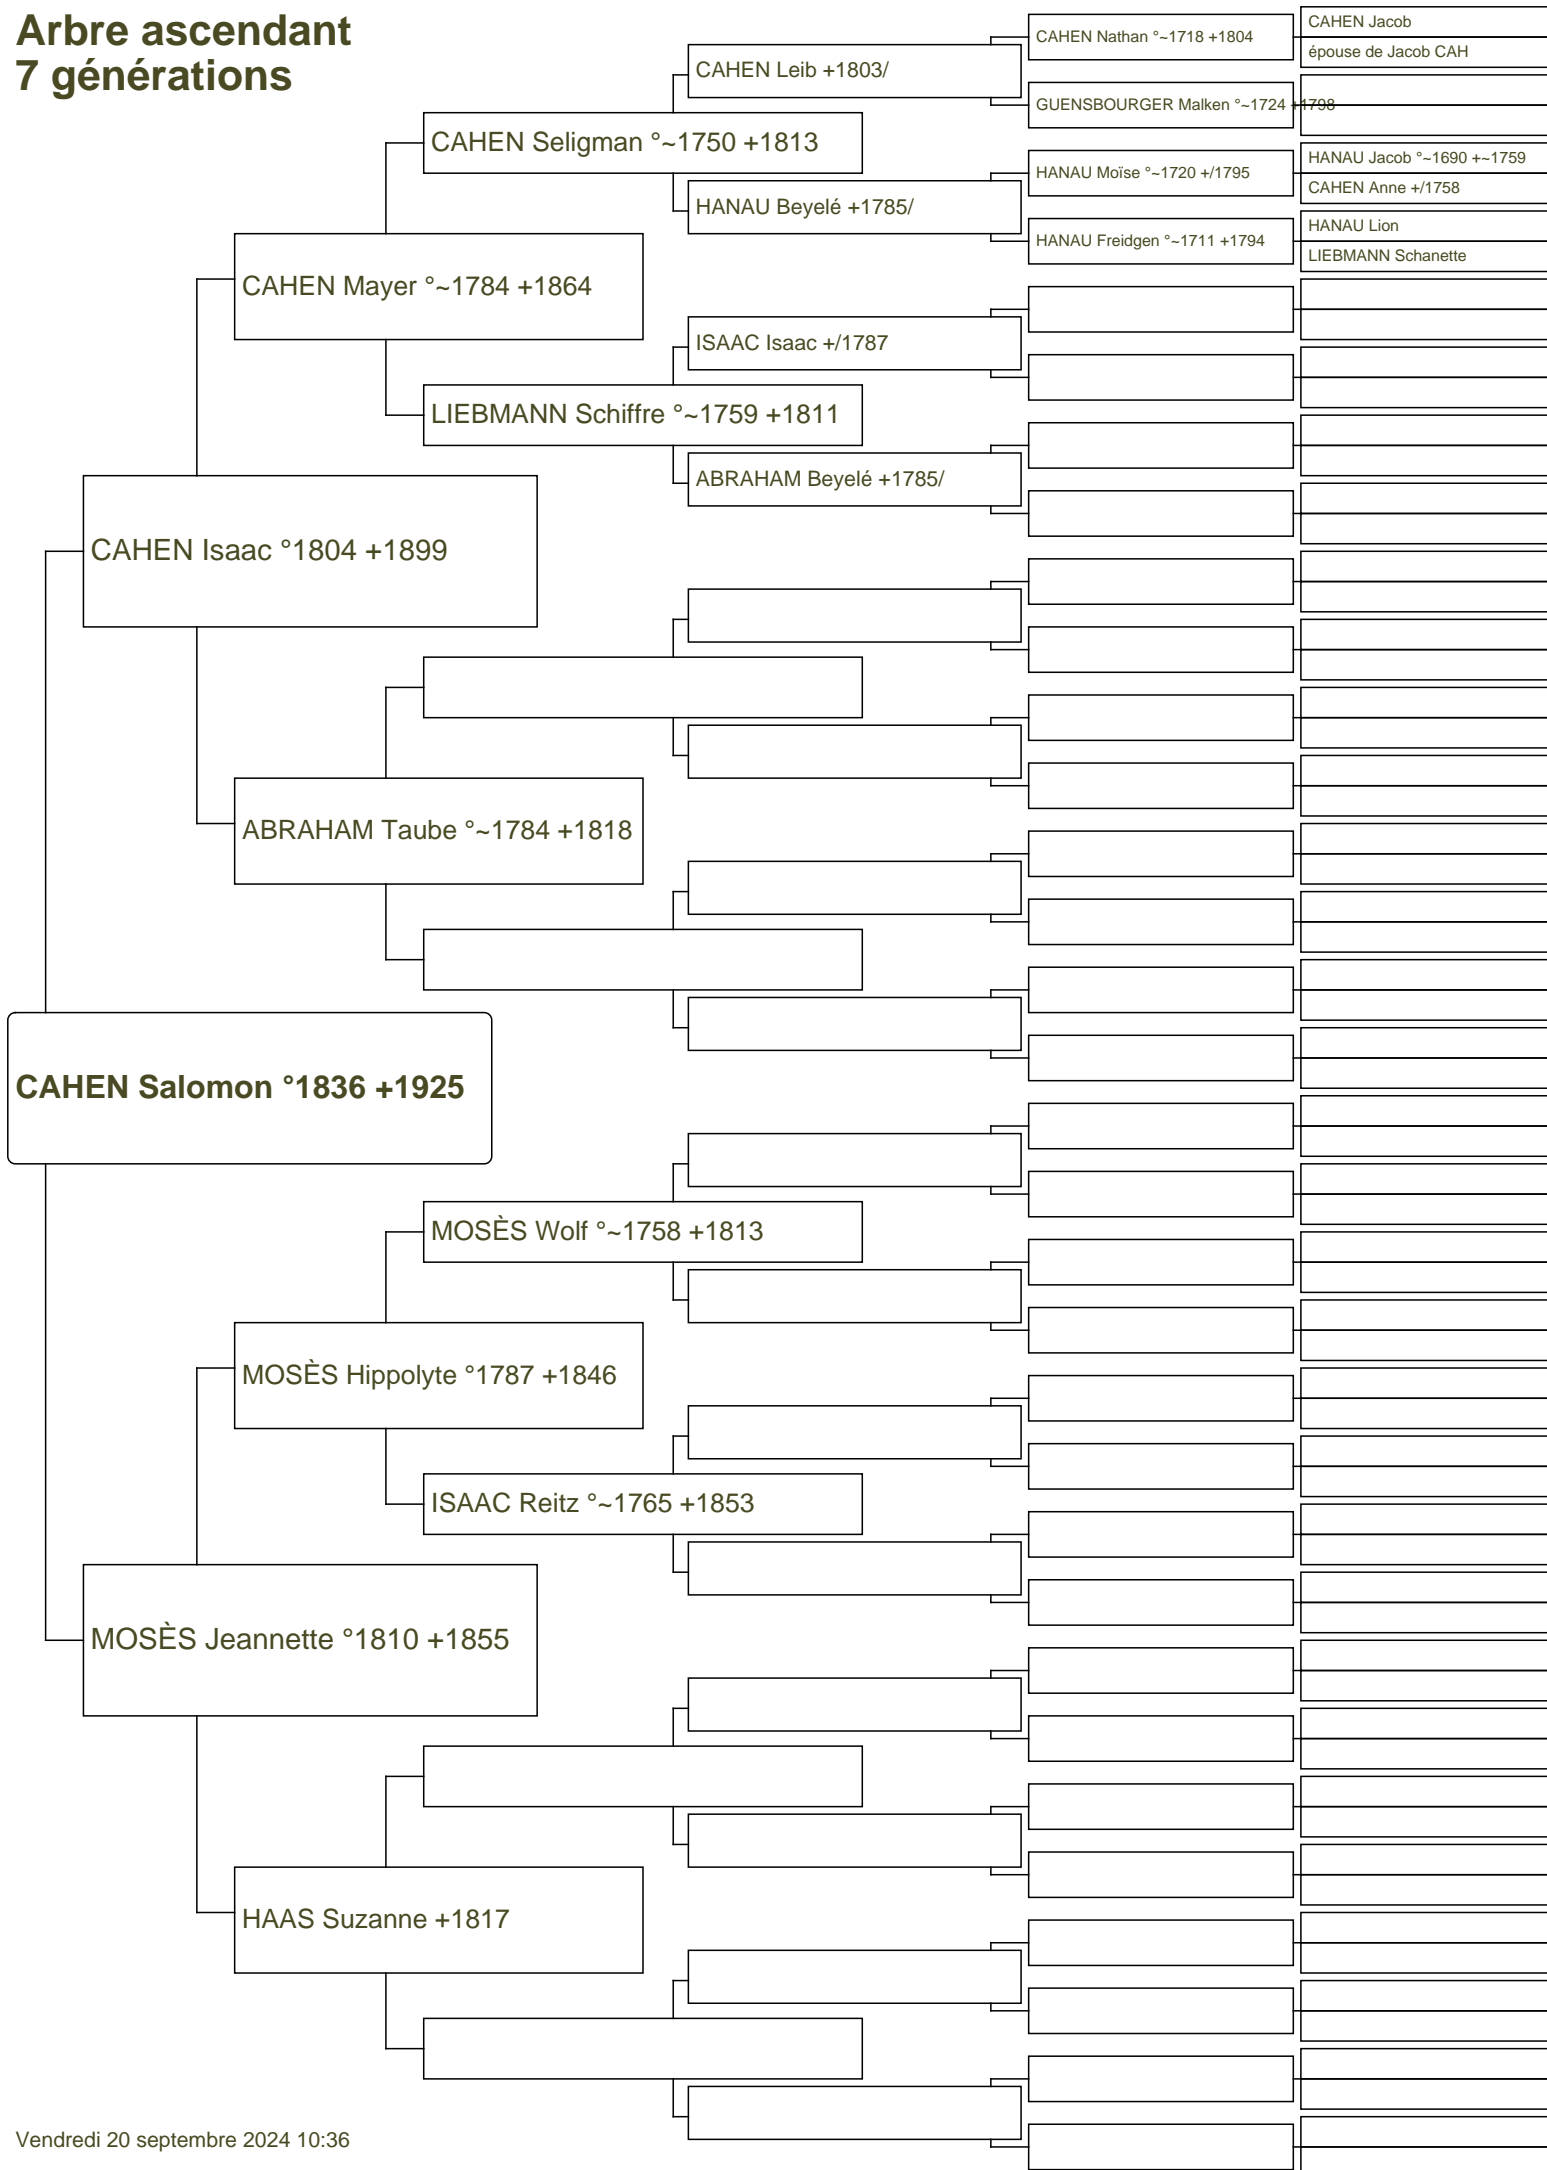 Arbre ascendant
7 générations
CAHEN Jacob
CAHEN Nathan °~1718 +1804
épouse de Jacob CAH
CAHEN Leib +1803/
GUENSBOURGER Malken °~1724 +1798
CAHEN Seligman °~1750 +1813
HANAU Jacob °~1690 +~1759
HANAU Moïse °~1720 +/1795
CAHEN Anne +/1758
HANAU Beyelé +1785/
HANAU Lion
HANAU Freidgen °~1711 +1794
LIEBMANN Schanette
CAHEN Mayer °~1784 +1864
ISAAC Isaac +/1787
LIEBMANN Schiffre °~1759 +1811
ABRAHAM Beyelé +1785/
CAHEN Isaac °1804 +1899
ABRAHAM Taube °~1784 +1818
CAHEN Salomon °1836 +1925
MOSÈS Wolf °~1758 +1813
MOSÈS Hippolyte °1787 +1846
ISAAC Reitz °~1765 +1853
MOSÈS Jeannette °1810 +1855
HAAS Suzanne +1817
Vendredi 20 septembre 2024 10:36